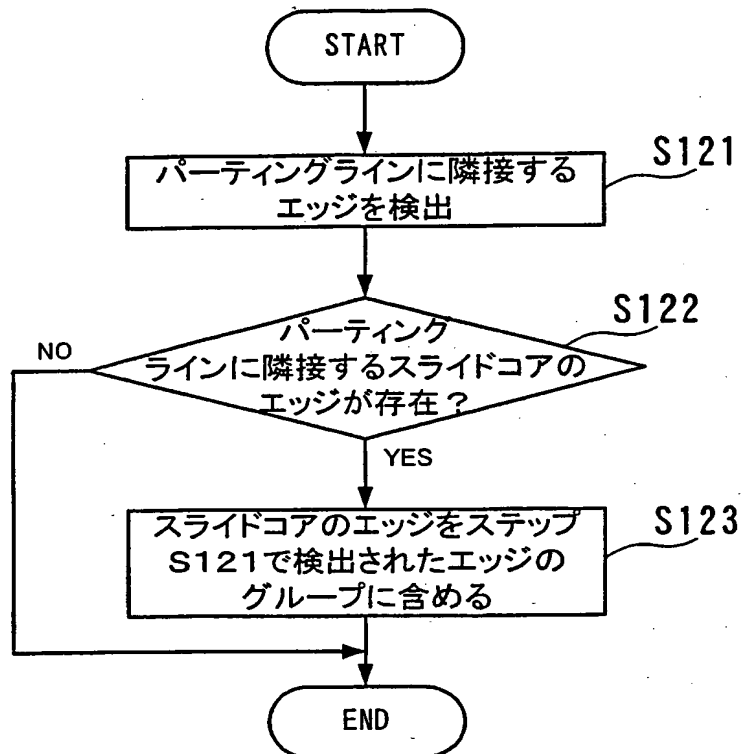 START
S121
パーティングラインに隣接する
エッジを検出
S122
パーティング
ラインに隣接するスライドコアの
エッジが存在？
NO
YES
S123
スライドコアのエッジをステップ
S121で検出されたエッジの
グループに含める
END